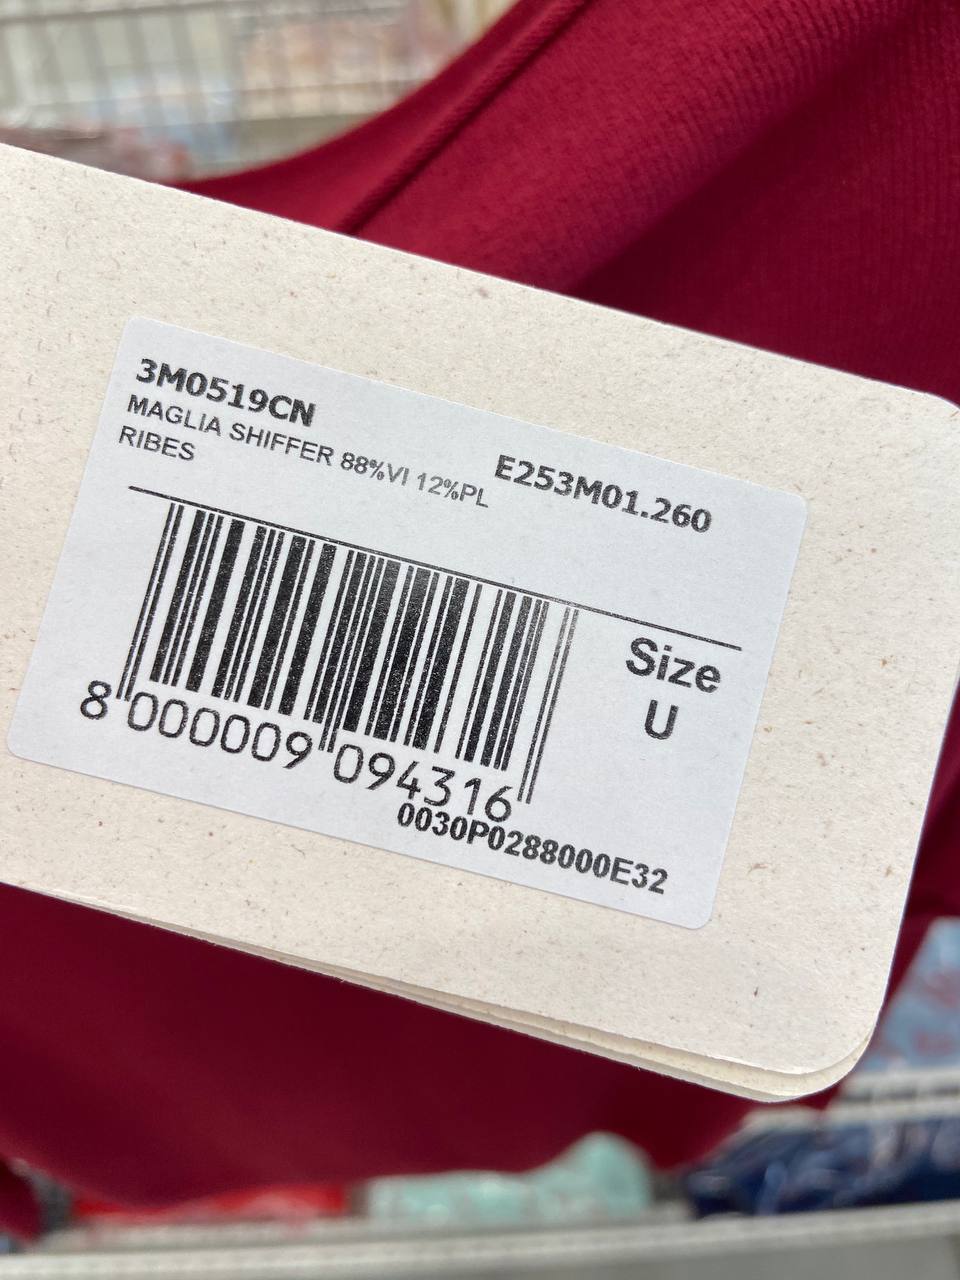 3M0519CN
MAGLIA SHIFFER 88%VI 12%PL
RIBES
E253M01.260
Size
U
8 000009 094316
0030P0288000E32